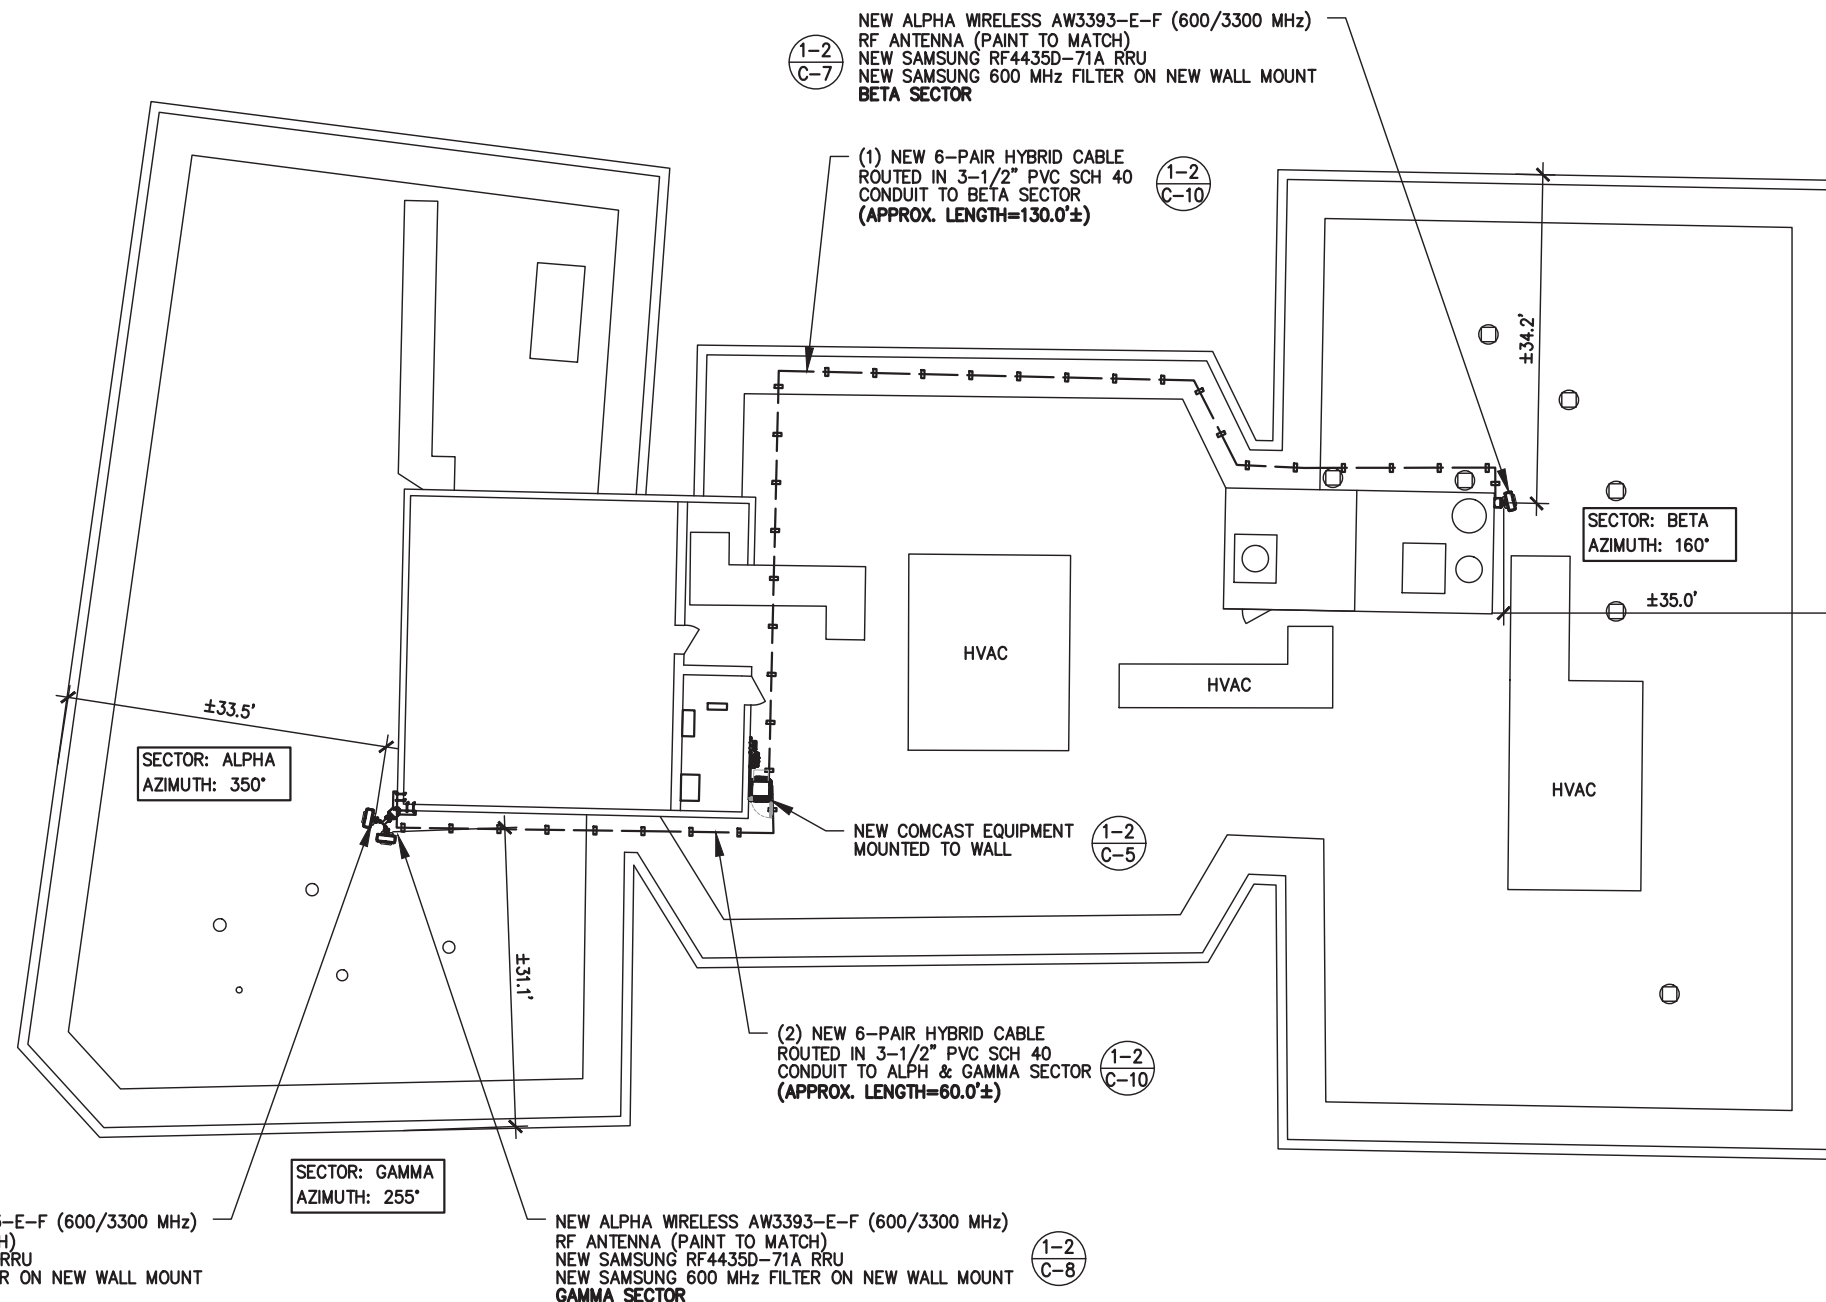 NEW ALPHA WIRELESS AW3393-E-F (600/3300 MHz)
RF ANTENNA (PAINT TO MATCH)
NEW SAMSUNG RF4435D-71A RRU
NEW SAMSUNG 600 MHz FILTER ON NEW WALL MOUNT
BETA SECTOR
1-2
C-7
(1) NEW 6-PAIR HYBRID CABLE
ROUTED IN 3-1/2" PVC SCH 40
CONDUIT TO BETA SECTOR
(APPROX. LENGTH=130.0'±)
1-2
C-10
±34.2'
SECTOR: BETA
AZIMUTH: 160°
±35.0'
HVAC
HVAC
HVAC
±33.5'
SECTOR: ALPHA
AZIMUTH: 350°
NEW COMCAST EQUIPMENT
MOUNTED TO WALL
1-2
C-5
±31.1'
(2) NEW 6-PAIR HYBRID CABLE
ROUTED IN 3-1/2" PVC SCH 40
CONDUIT TO ALPH & GAMMA SECTOR
(APPROX. LENGTH=60.0'±)
1-2
C-10
SECTOR: GAMMA
AZIMUTH: 255°
-E-F (600/3300 MHz)
H)
RRU
R ON NEW WALL MOUNT
NEW ALPHA WIRELESS AW3393-E-F (600/3300 MHz)
RF ANTENNA (PAINT TO MATCH)
NEW SAMSUNG RF4435D-71A RRU
NEW SAMSUNG 600 MHz FILTER ON NEW WALL MOUNT
GAMMA SECTOR
1-2
C-8